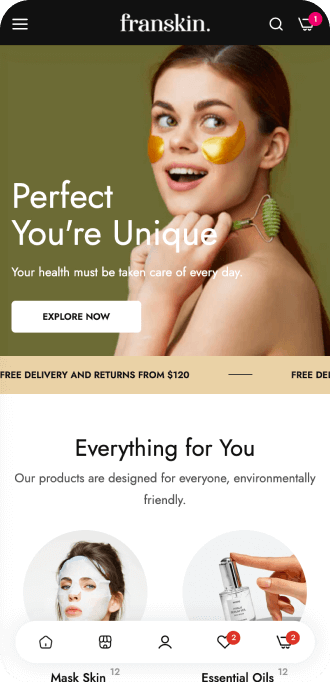 franskin.
1
Perfect
You're Unique
Your health must be taken care of every day.
EXPLORE NOW
FREE DELIVERY AND RETURNS FROM $120
FREE DE
Everything for You
Our products are designed for everyone, environmentally
friendly.
2
2
Mask Skin 12
Essential Oils 12